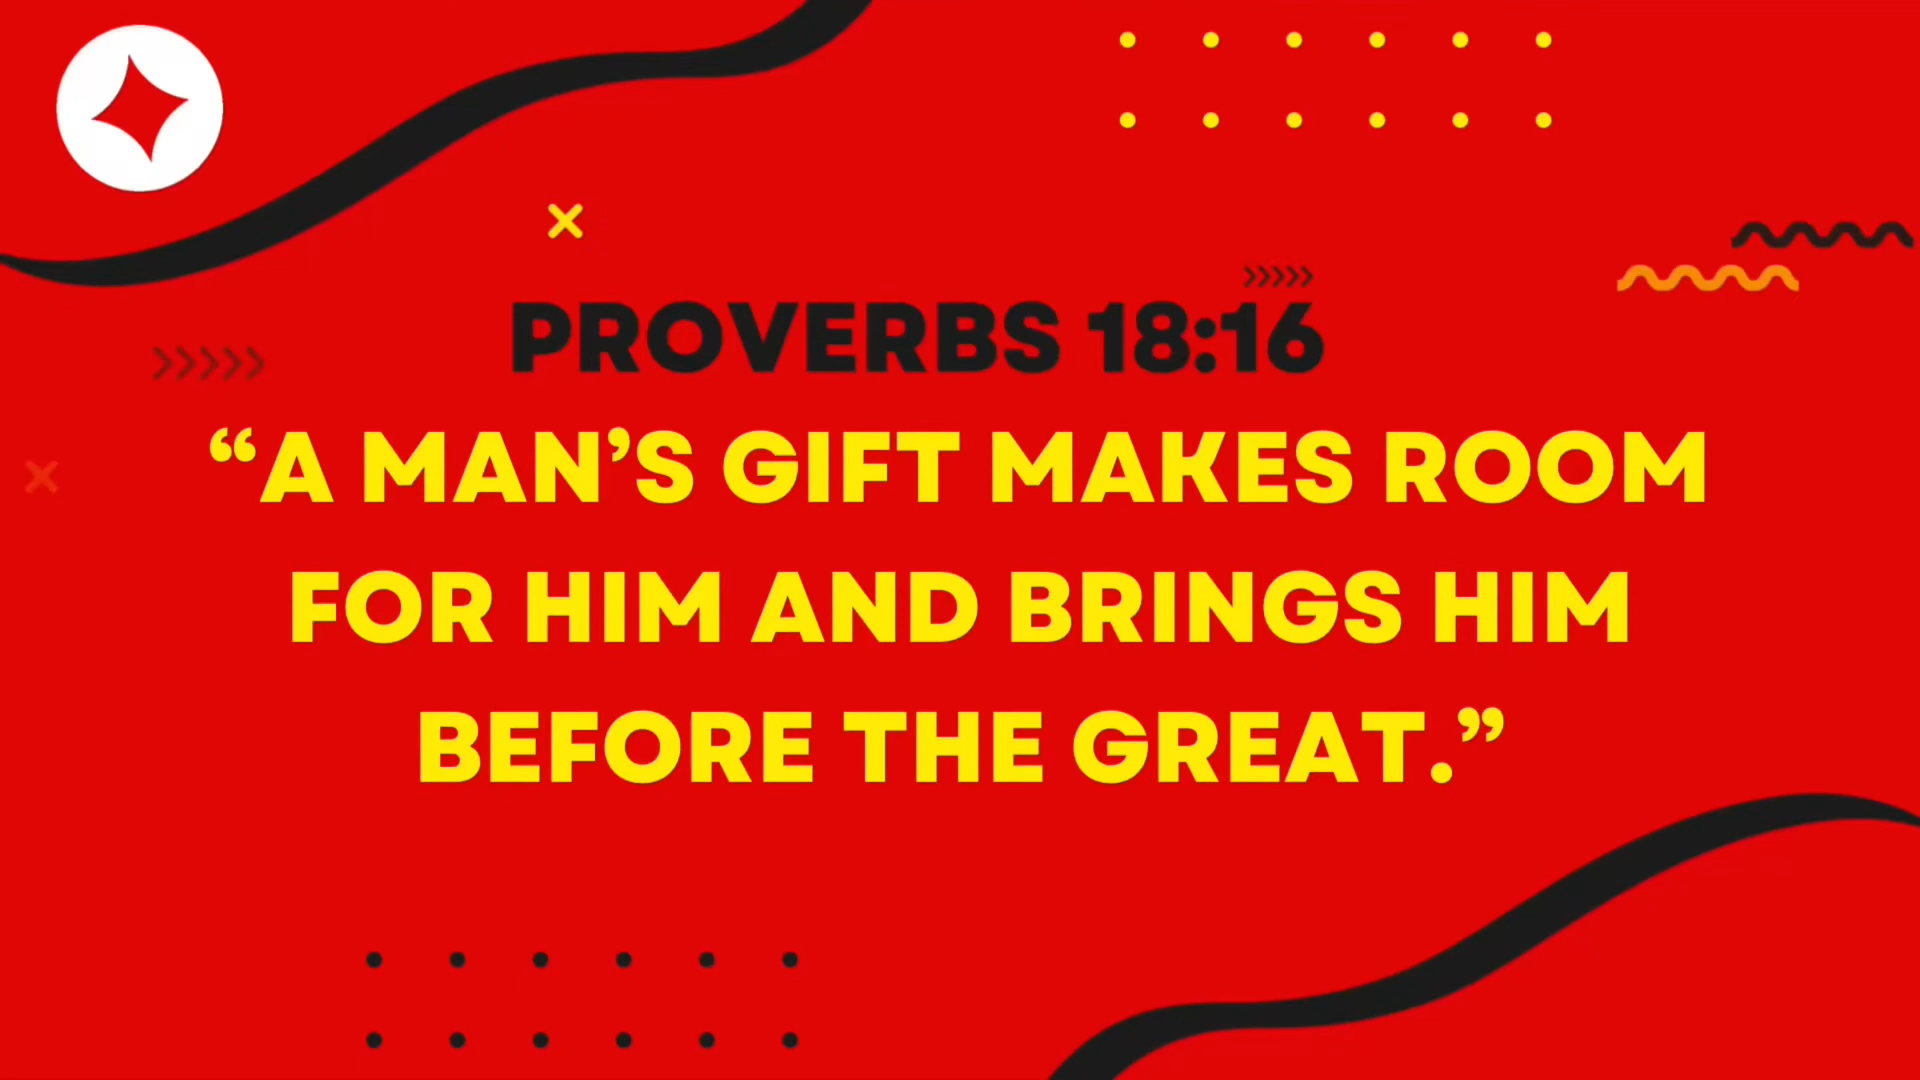 PROVERBS 18:16
“A MAN’S GIFT MAKES ROOM
FOR HIM AND BRINGS HIM
BEFORE THE GREAT.”